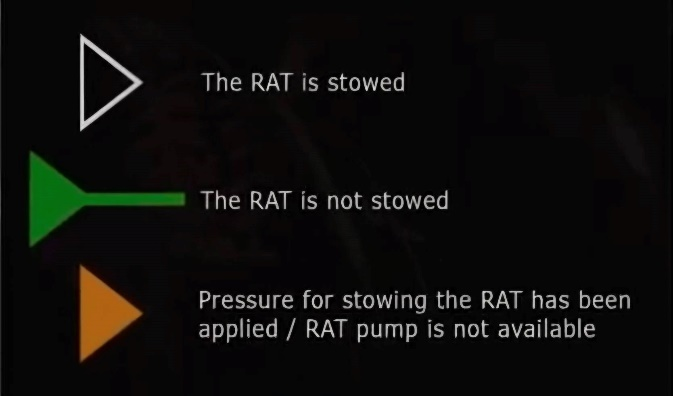 The RAT is stowed
The RAT is not stowed
Pressure for stowing the RAT has been
applied / RAT pump is not available